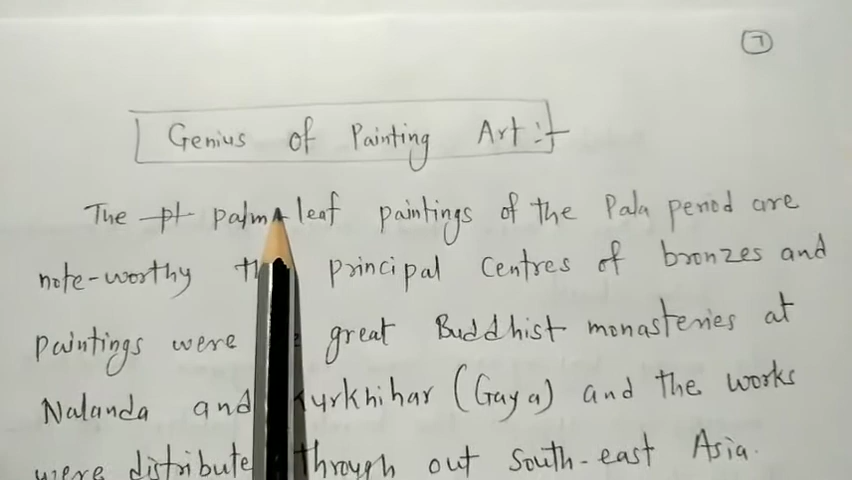 7
Genius of Painting Art :-
The pt palm-leaf paintings of the Pala period are
note-worthy principal centres of bronzes and
paintings were great Buddhist monasteries at
Nalanda and Kurkhihar (Gaya) and the works
were distribute through out South-east Asia.